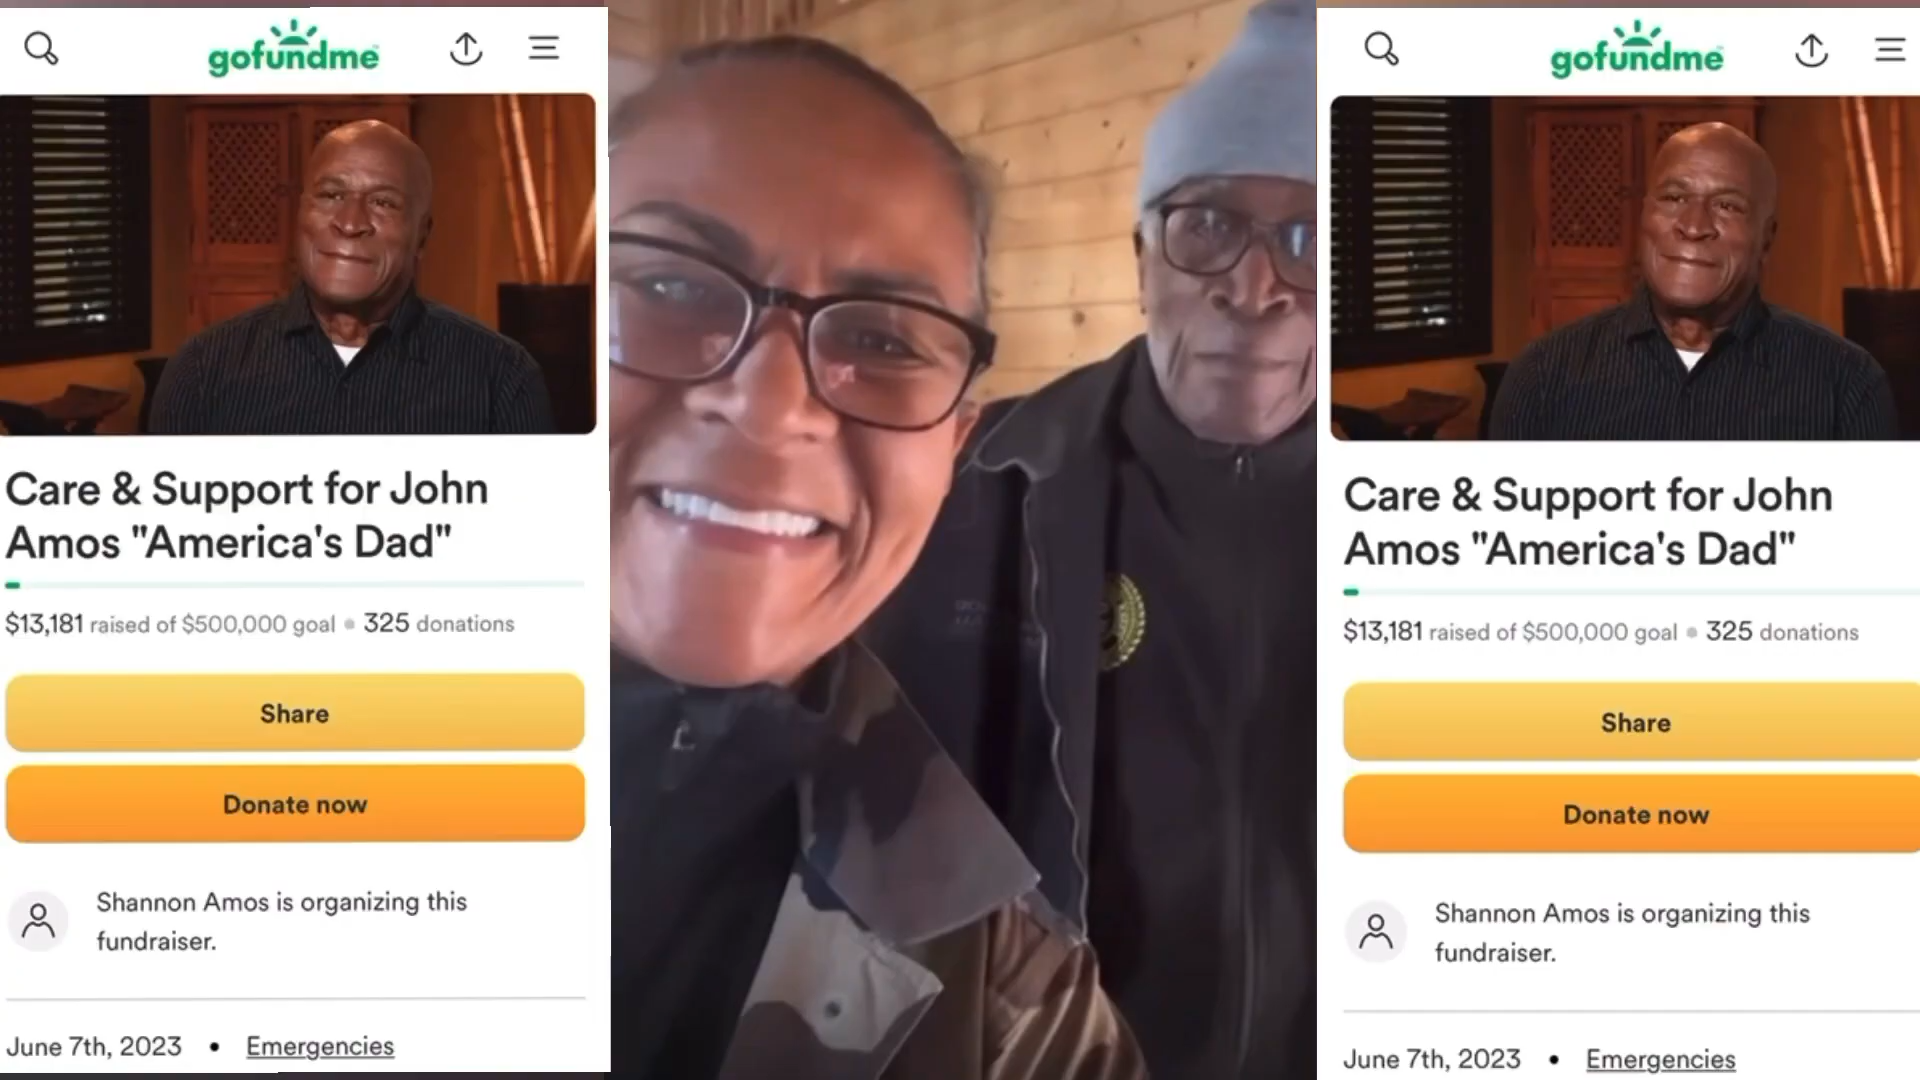 gofundme
Care & Support for John
Amos "America's Dad"
$13,181 raised of $500,000 goal • 325 donations
Share
Donate now
Shannon Amos is organizing this
fundraiser.
June 7th, 2023 • Emergencies
gofundme
Care & Support for John
Amos "America's Dad"
$13,181 raised of $500,000 goal • 325 donations
Share
Donate now
Shannon Amos is organizing this
fundraiser.
June 7th, 2023 • Emergencies